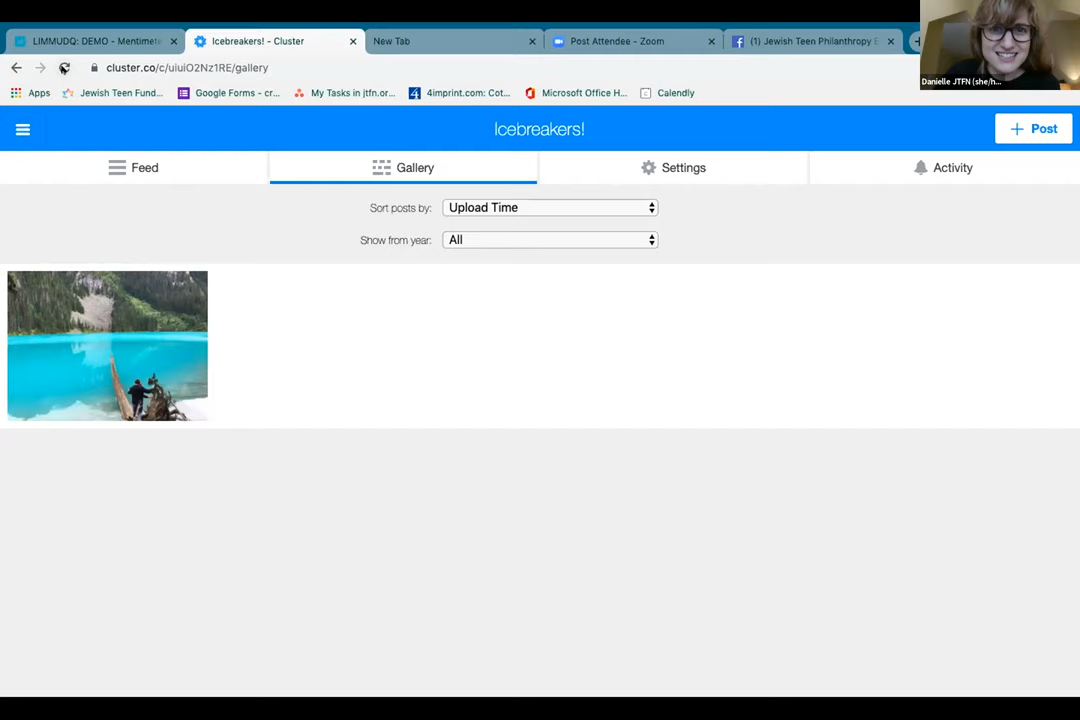 LIMMUDQ: DEMO - Mentimete
Icebreakers! - Cluster
New Tab
Post Attendee - Zoom
(1) Jewish Teen Philanthropy E
cluster.co/c/uiuiO2Nz1RE/gallery
Apps
Jewish Teen Fund...
Google Forms - cr...
My Tasks in jtfn.or...
4imprint.com: Cot...
Microsoft Office H...
Calendly
Danielle JTFN (she/h...
Icebreakers!
+ Post
Feed
Gallery
Settings
Activity
Sort posts by:
Upload Time
Show from year:
All